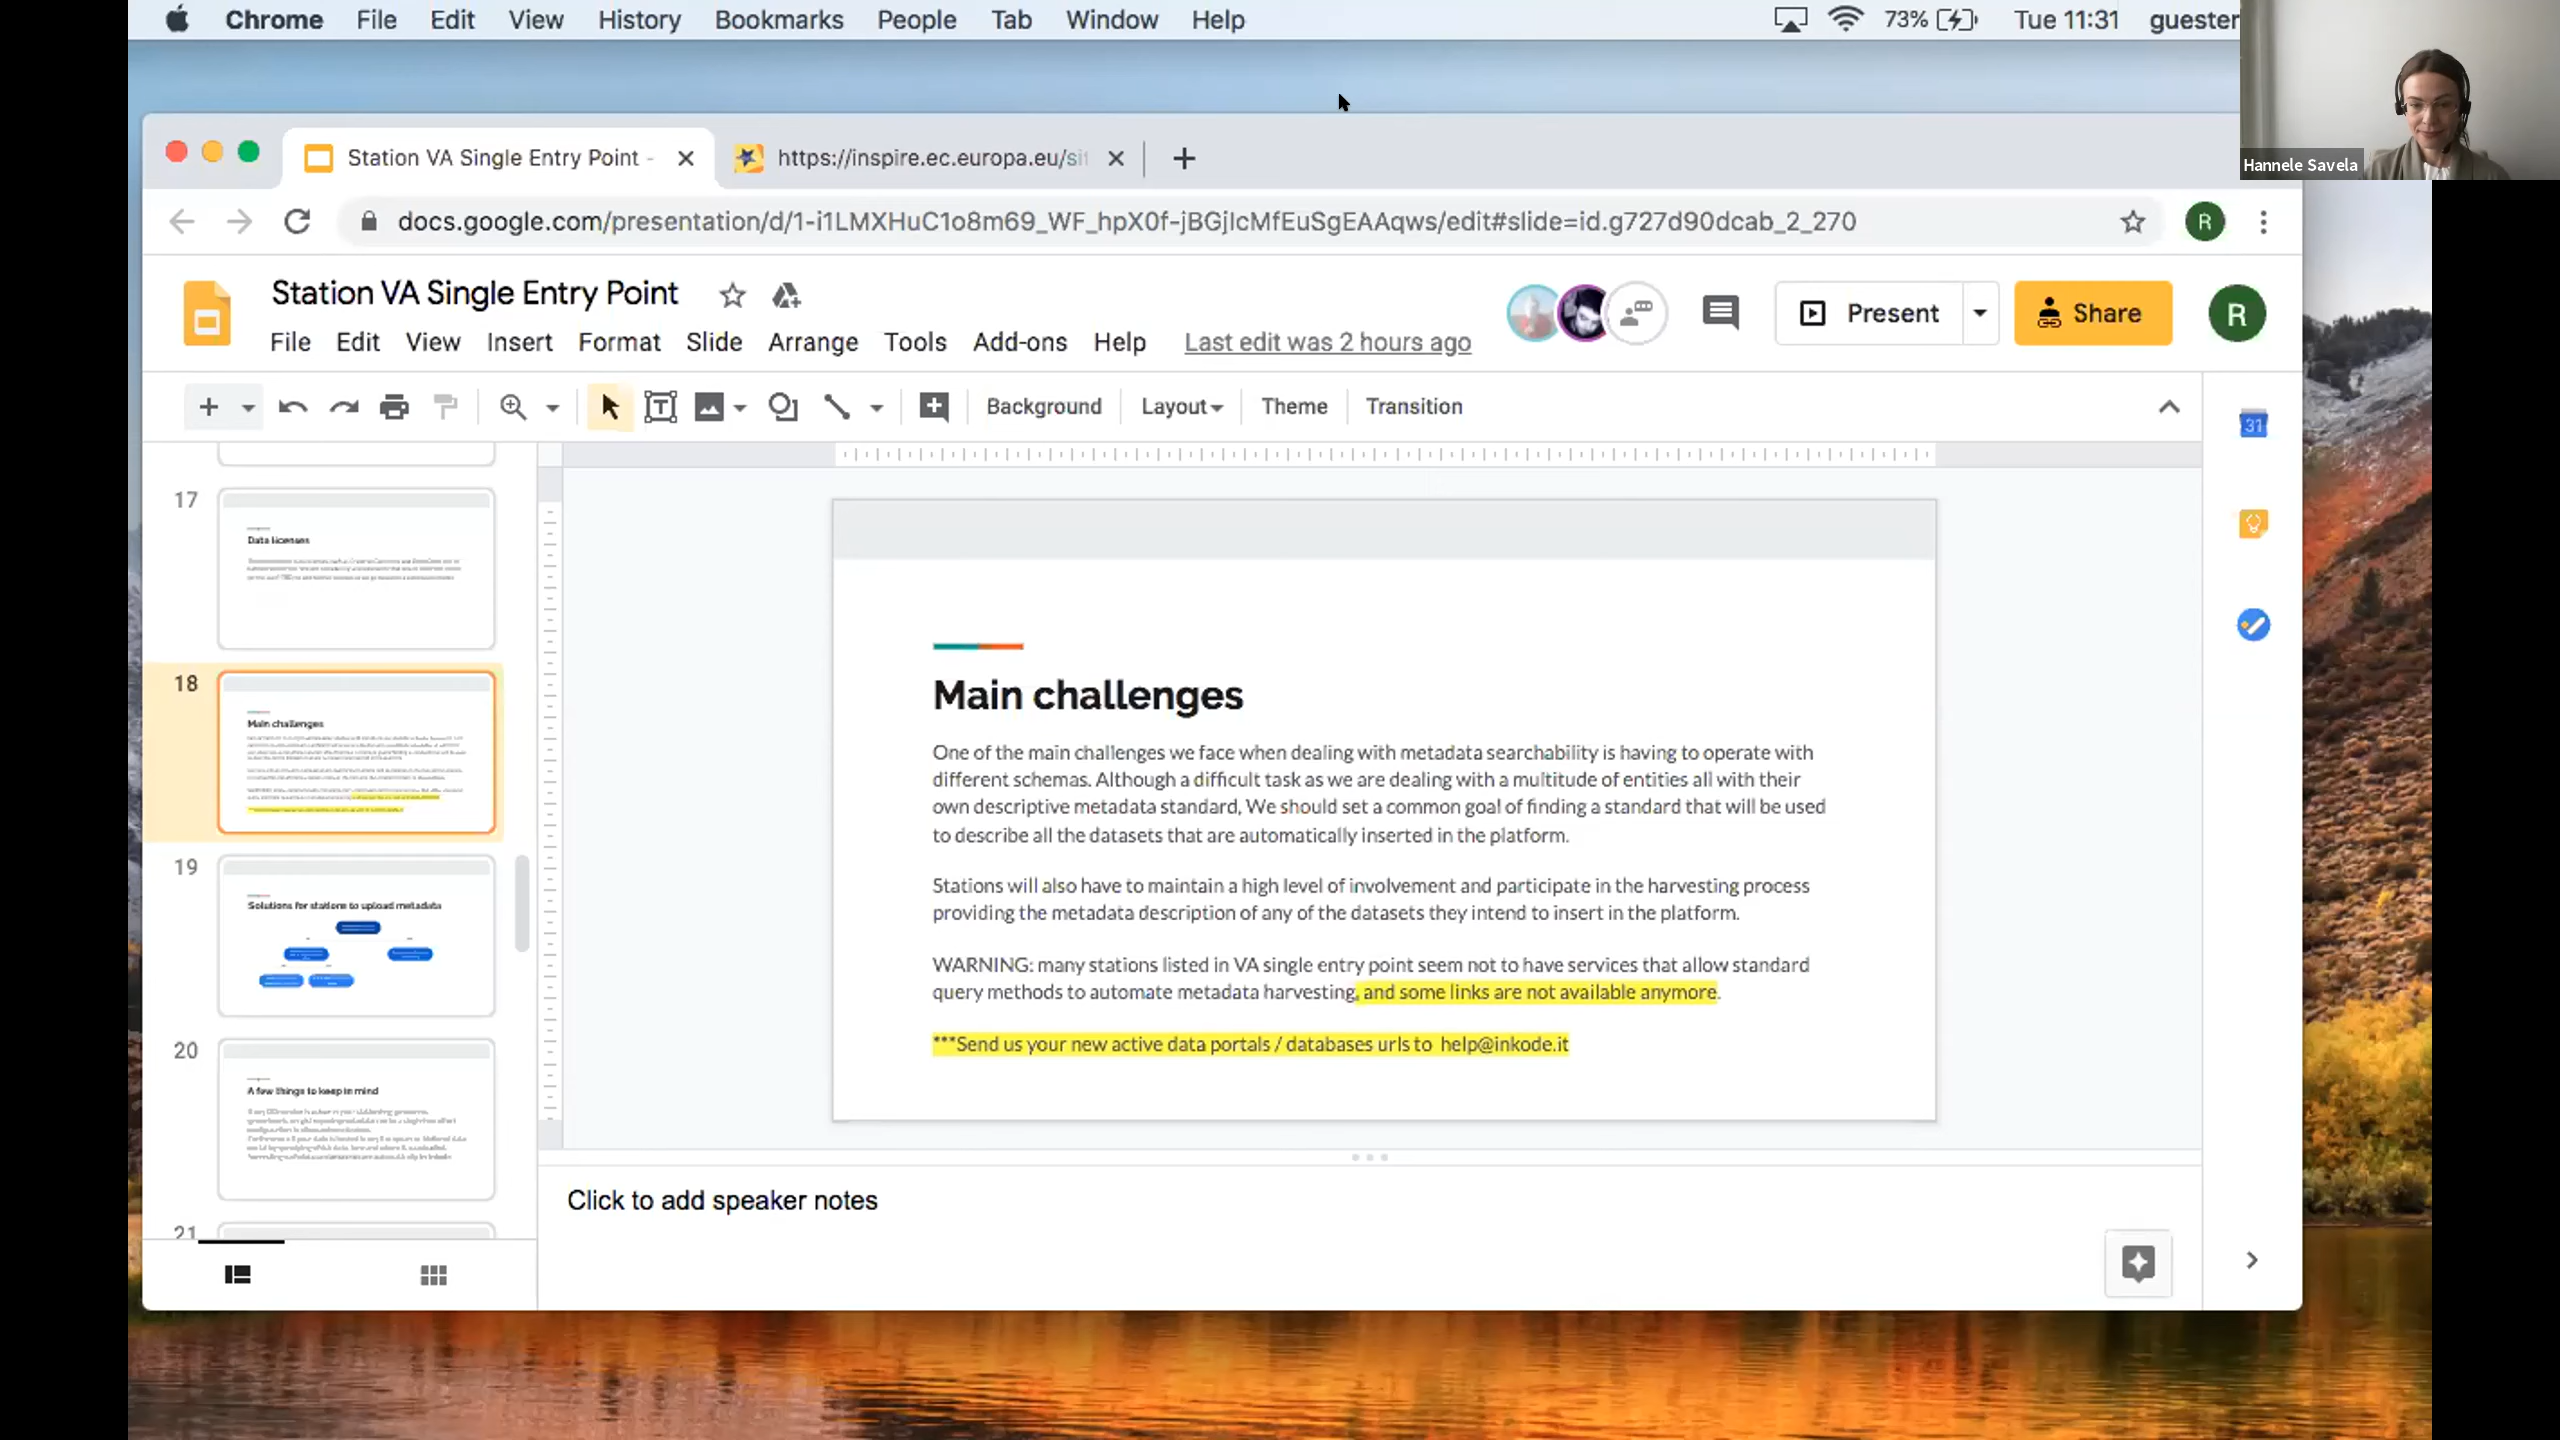 Chrome File Edit View History Bookmarks People Tab Window Help 73% Tue 11:31 guester
Hannele Savela
Station VA Single Entry Point - https://inspire.ec.europa.eu/si
docs.google.com/presentation/d/1-i1LMXHuC1o8m69_WF_hpX0f-jBGjIcMfEuSgEAAqws/edit#slide=id.g727d90dcab_2_270 R
Station VA Single Entry Point
File Edit View Insert Format Slide Arrange Tools Add-ons Help Last edit was 2 hours ago
Present Share R
Background Layout Theme Transition
31
17
Data licenses
18
Main challenges
19
Solutions for stations to upload metadata
20
A few things to keep in mind
21
Main challenges
One of the main challenges we face when dealing with metadata searchability is having to operate with
different schemas. Although a difficult task as we are dealing with a multitude of entities all with their
own descriptive metadata standard, We should set a common goal of finding a standard that will be used
to describe all the datasets that are automatically inserted in the platform.
Stations will also have to maintain a high level of involvement and participate in the harvesting process
providing the metadata description of any of the datasets they intend to insert in the platform.
WARNING: many stations listed in VA single entry point seem not to have services that allow standard
query methods to automate metadata harvesting, and some links are not available anymore.
***Send us your new active data portals / databases urls to help@inkode.it
Click to add speaker notes